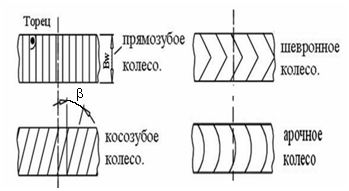 Торец
прямозубое
колесо.
Bw
шевронное
колесо.
β
косозубое
колесо.
арочное
колесо